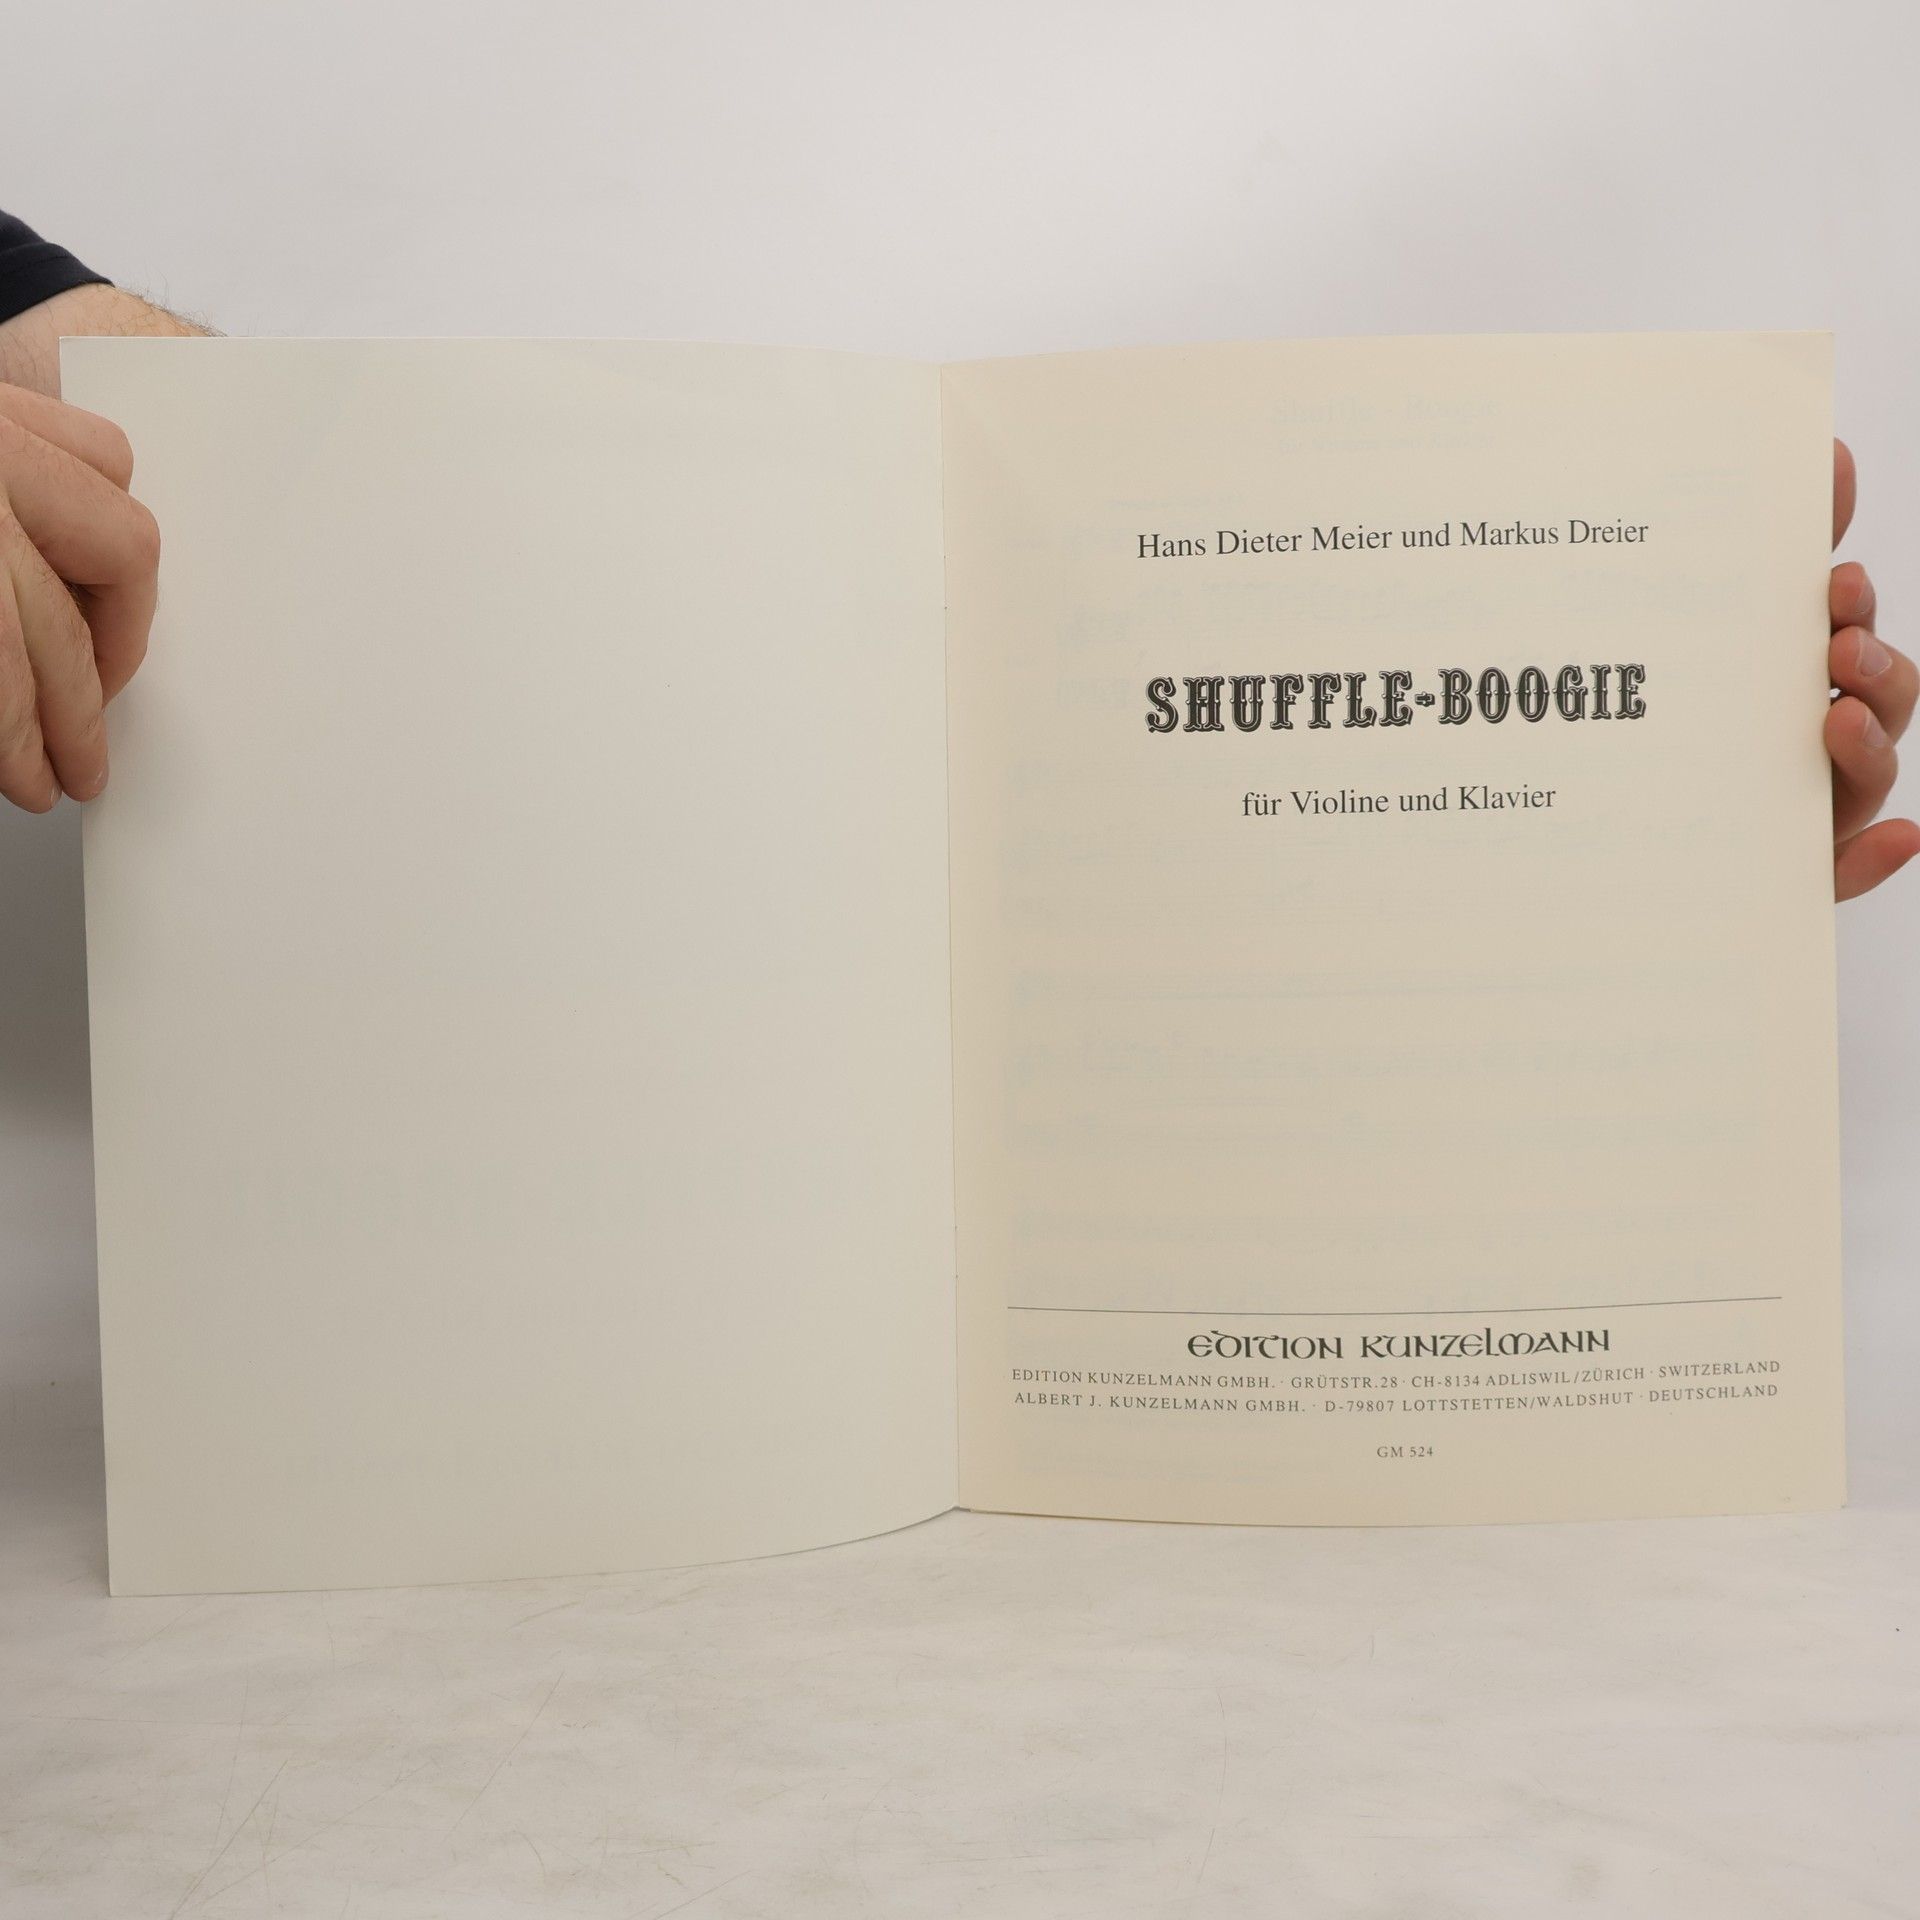 Hans Dieter Meier und Markus Dreier
SHUFFLE-BOOGIE
für Violine und Klavier
EDITION KUNZELMANN
EDITION KUNZELMANN GMBH. · GRÜTSTR.28 · CH-8134 ADLISWIL/ZÜRICH · SWITZERLAND
ALBERT J. KUNZELMANN GMBH. · D-79807 LOTTSTETTEN/WALDSHUT · DEUTSCHLAND
GM 524